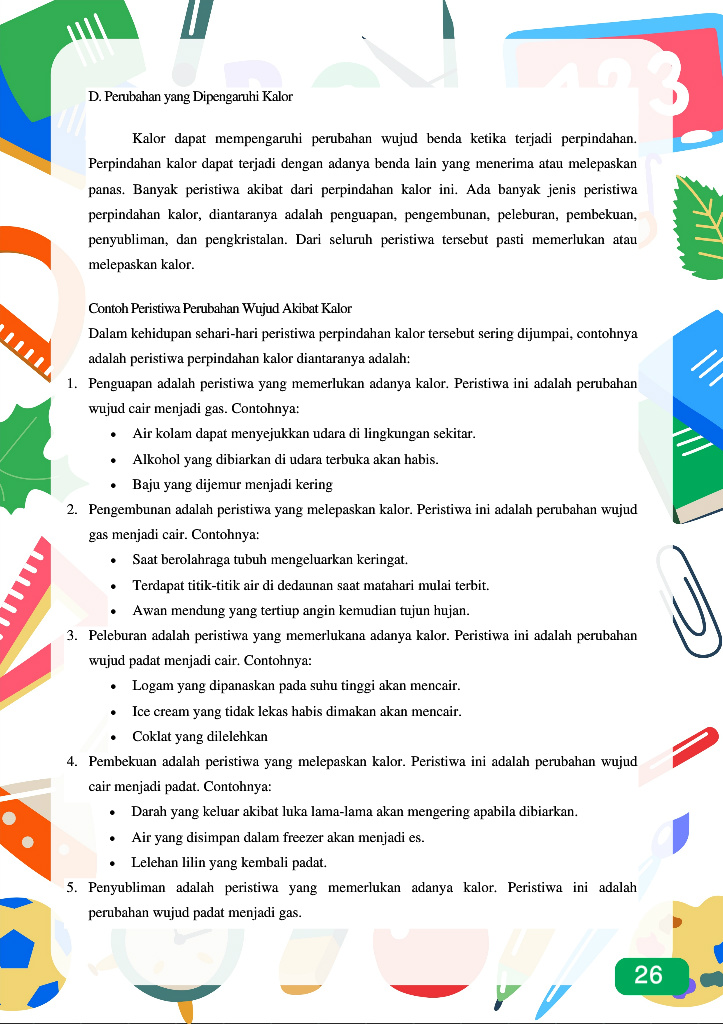 123
D. Perubahan yang Dipengaruhi Kalor
Kalor dapat mempengaruhi perubahan wujud benda ketika terjadi perpindahan.
Perpindahan kalor dapat terjadi dengan adanya benda lain yang menerima atau melepaskan
panas. Banyak peristiwa akibat dari perpindahan kalor ini. Ada banyak jenis peristiwa
perpindahan kalor, diantaranya adalah penguapan, pengembunan, peleburan, pembekuan,
penyubliman, dan pengkristalan. Dari seluruh peristiwa tersebut pasti memerlukan atau
melepaskan kalor.
Contoh Peristiwa Perubahan Wujud Akibat Kalor
Dalam kehidupan sehari-hari peristiwa perpindahan kalor tersebut sering dijumpai, contohnya
adalah peristiwa perpindahan kalor diantaranya adalah:
1. Penguapan adalah peristiwa yang memerlukan adanya kalor. Peristiwa ini adalah perubahan
wujud cair menjadi gas. Contohnya:
• Air kolam dapat menyejukkan udara di lingkungan sekitar.
• Alkohol yang dibiarkan di udara terbuka akan habis.
• Baju yang dijemur menjadi kering
2. Pengembunan adalah peristiwa yang melepaskan kalor. Peristiwa ini adalah perubahan wujud
gas menjadi cair. Contohnya:
• Saat berolahraga tubuh mengeluarkan keringat.
• Terdapat titik-titik air di dedaunan saat matahari mulai terbit.
• Awan mendung yang tertiup angin kemudian tujun hujan.
3. Peleburan adalah peristiwa yang memerlukana adanya kalor. Peristiwa ini adalah perubahan
wujud padat menjadi cair. Contohnya:
• Logam yang dipanaskan pada suhu tinggi akan mencair.
• Ice cream yang tidak lekas habis dimakan akan mencair.
• Coklat yang dilelehkan
4. Pembekuan adalah peristiwa yang melepaskan kalor. Peristiwa ini adalah perubahan wujud
cair menjadi padat. Contohnya:
• Darah yang keluar akibat luka lama-lama akan mengering apabila dibiarkan.
• Air yang disimpan dalam freezer akan menjadi es.
• Lelehan lilin yang kembali padat.
5. Penyubliman adalah peristiwa yang memerlukan adanya kalor. Peristiwa ini adalah
perubahan wujud padat menjadi gas.
26